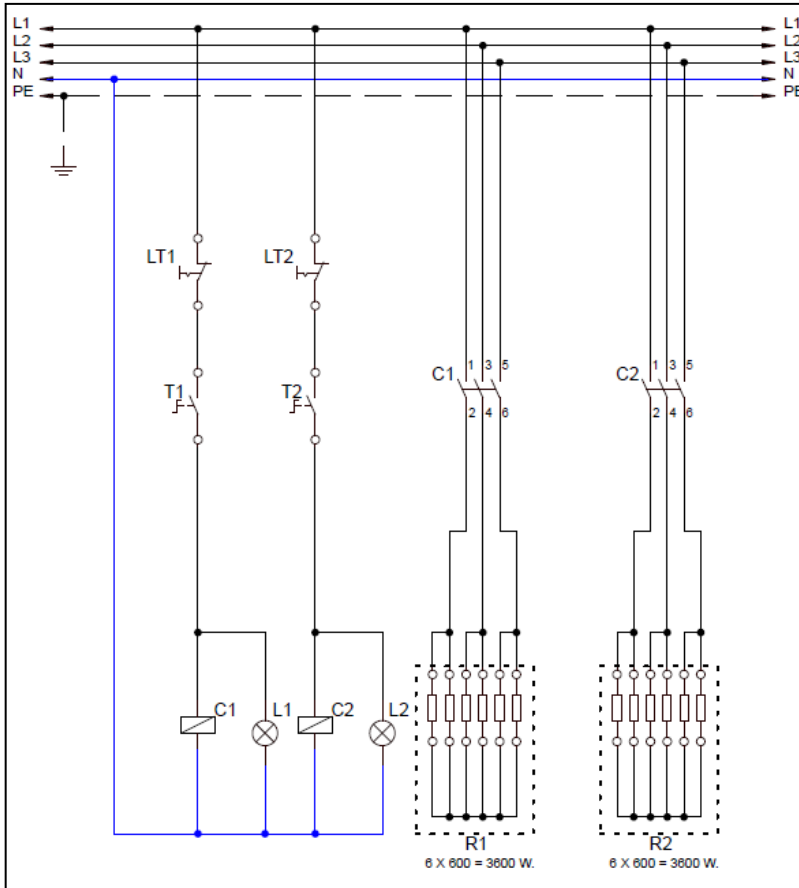 L1 L1
L2 L2
L3 L3
N N
PE PE
LT1 LT2
1 3 5 1 3 5
C1 C2
T1 T2
2 4 6 2 4 6
C1 L1 C2 L2
R1 R2
6 X 600 = 3600 W. 6 X 600 = 3600 W.